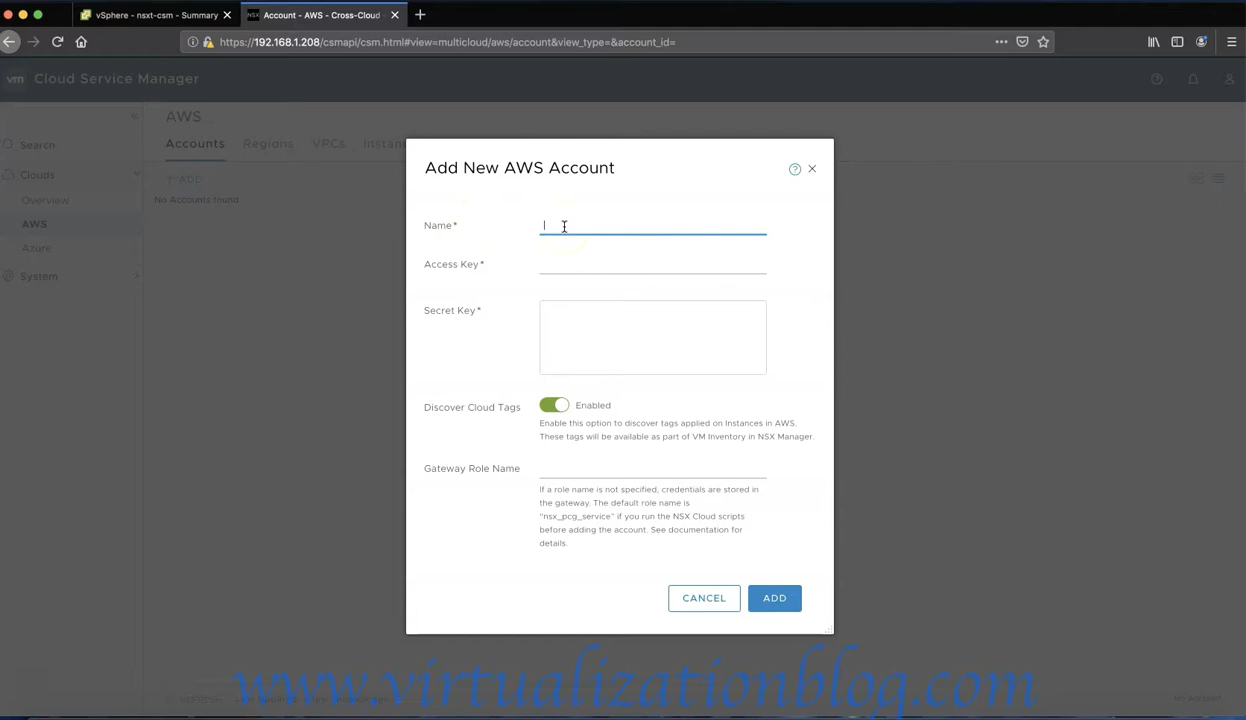 vSphere - nsxt-csm - Summary
NSX Account - AWS - Cross-Cloud
https://192.168.1.208/csmapi/csm.html#view=multicloud/aws/account&view_type=&account_id=
vm Cloud Service Manager
AWS
Search
Accounts Regions VPCs Instan
Clouds
ADD
Overview
No Accounts found
AWS
Azure
System
Add New AWS Account
Name*
Access Key*
Secret Key*
Discover Cloud Tags
Enabled
Enable this option to discover tags applied on Instances in AWS.
These tags will be available as part of VM Inventory in NSX Manager.
Gateway Role Name
If a role name is not specified, credentials are stored in
the gateway. The default role name is
"nsx_pcg_service" if you run the NSX Cloud scripts
before adding the account. See documentation for
details.
CANCEL ADD
www.virtualizationblog.com
REFRESH
No Account